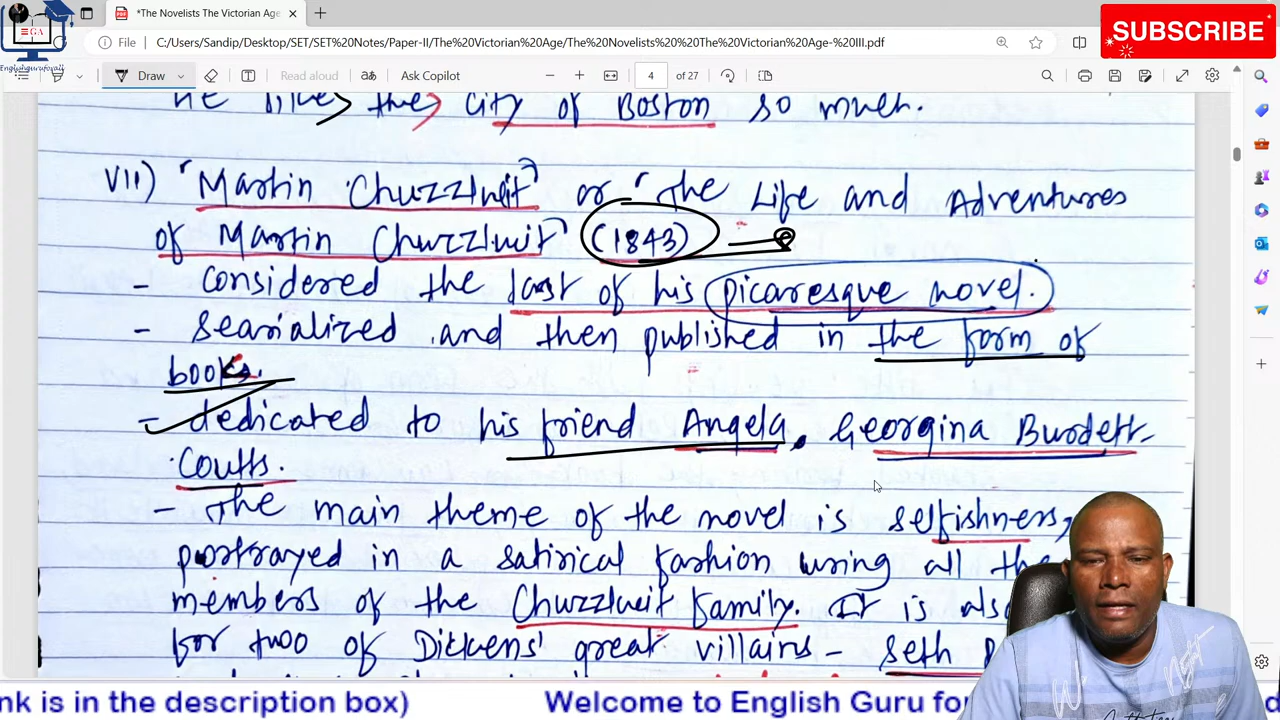 *The Novelists The Victorian Ag
GA
Englishguruforall
SUBSCRIBE
File
C:/Users/Sandip/Desktop/SET/SET%20Notes/Paper-II/The%20Victorian%20Age/The%20Novelists%20%20The%20Victorian%20Age-%20III.pdf
Draw
Read aloud
Ask Copilot
4 of 27
He likes the city of Boston so much.
VII) 'Martin Chuzzlwit' or 'The Life and Adventures
of Martin Chuzzlwit' (1843)
- Considered the last of his picaresque novel.
- Searialized and then published in the form of
books.
- dedicated to his friend Angela Georgina Burdett-
Coutts.
- The main theme of the novel is selfishness,
portrayed in a satirical fashion using all the
members of the Chuzzlwit family. It is also
for two of Dickens' great villains - Seth
nk is in the description box)
Welcome to English Guru for